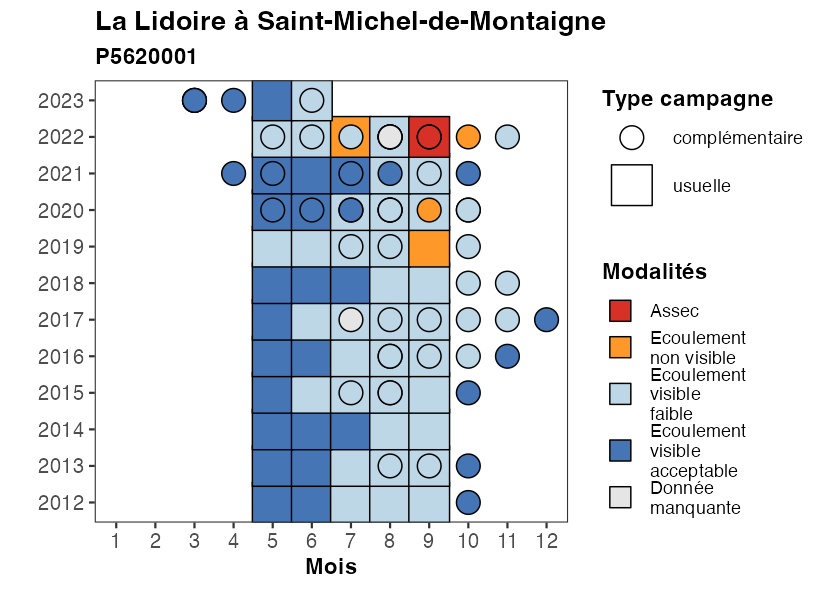 La Lidoire à Saint-Michel-de-Montaigne
P5620001
2023
2022
2021
2020
2019
2018
2017
2016
2015
2014
2013
2012
1 2 3 4 5 6 7 8 9 10 11 12
Mois
Type campagne
complémentaire
usuelle
Modalités
Assec
Ecoulement
non visible
Ecoulement
visible
faible
Ecoulement
visible
acceptable
Donnée
manquante